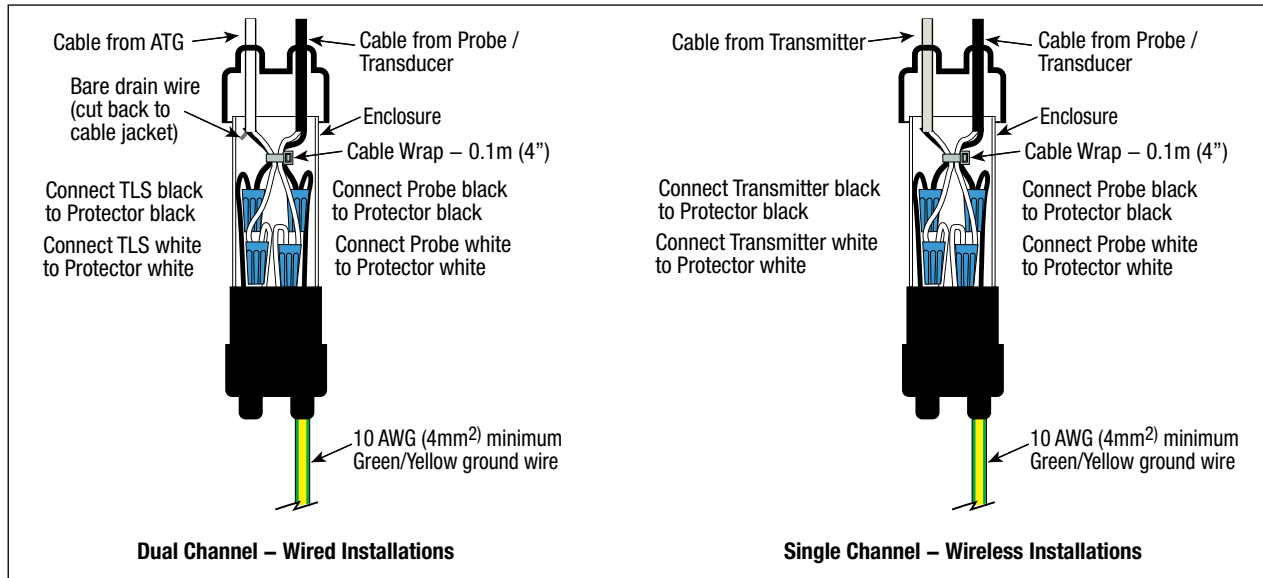 Cable from ATG
Cable from Probe /
Transducer
Bare drain wire
(cut back to
cable jacket)
Enclosure
Cable Wrap – 0.1m (4”)
Connect TLS black
to Protector black
Connect Probe black
to Protector black
Connect TLS white
to Protector white
Connect Probe white
to Protector white
10 AWG (4mm2) minimum
Green/Yellow ground wire
Dual Channel – Wired Installations
Cable from Transmitter
Cable from Probe /
Transducer
Enclosure
Cable Wrap – 0.1m (4”)
Connect Transmitter black
to Protector black
Connect Probe black
to Protector black
Connect Transmitter white
to Protector white
Connect Probe white
to Protector white
10 AWG (4mm2) minimum
Green/Yellow ground wire
Single Channel – Wireless Installations